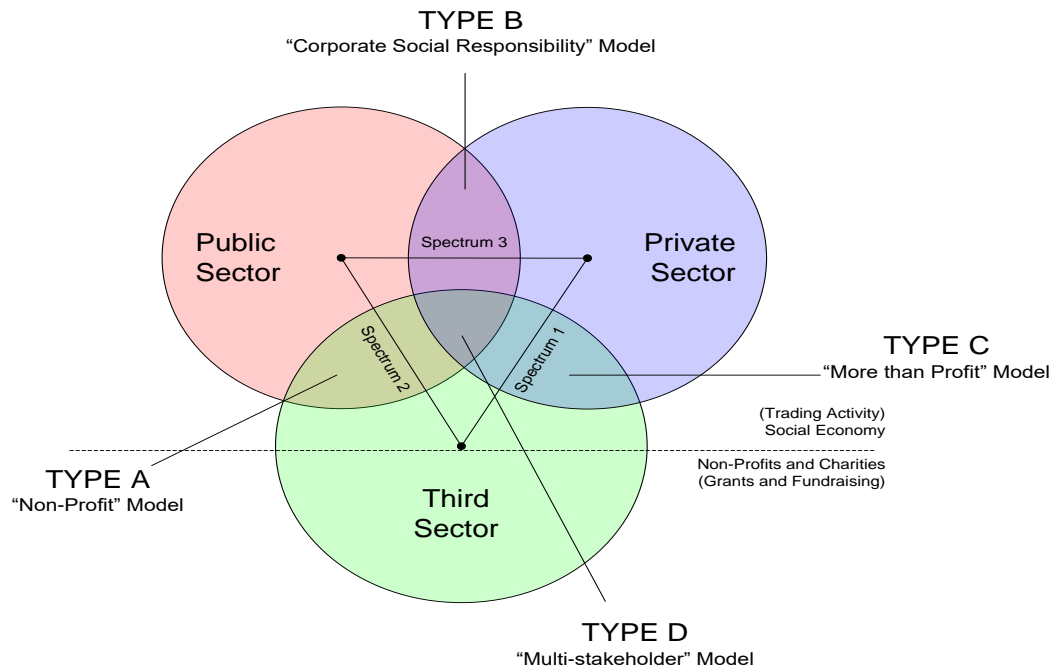 TYPE B
“Corporate Social Responsibility” Model
Public
Sector
Spectrum 3
Private
Sector
Spectrum 2
Spectrum 1
TYPE C
“More than Profit” Model
(Trading Activity)
Social Economy
Non-Profits and Charities
(Grants and Fundraising)
TYPE A
“Non-Profit” Model
Third
Sector
TYPE D
“Multi-stakeholder” Model